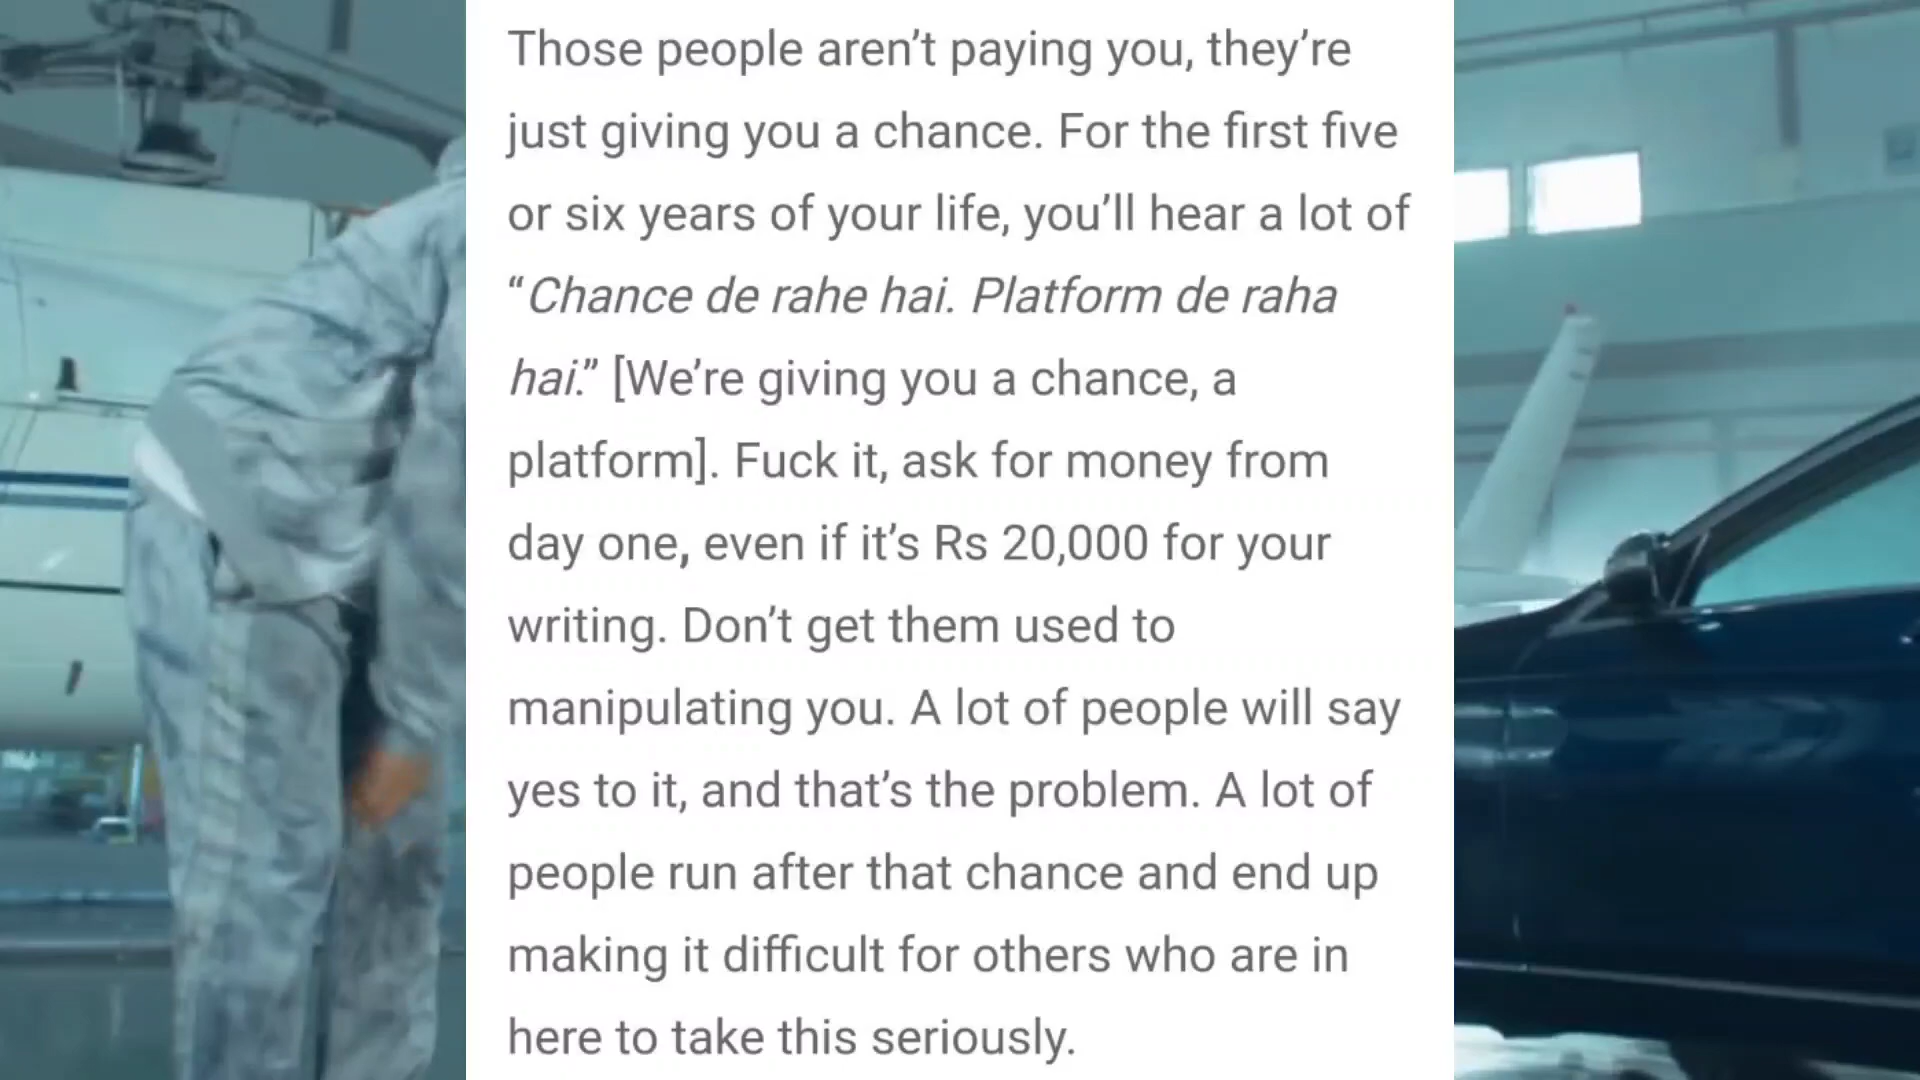 Those people aren’t paying you, they’re
just giving you a chance. For the first five
or six years of your life, you’ll hear a lot of
“Chance de rahe hai. Platform de raha
hai.” [We’re giving you a chance, a
platform]. Fuck it, ask for money from
day one, even if it’s Rs 20,000 for your
writing. Don’t get them used to
manipulating you. A lot of people will say
yes to it, and that’s the problem. A lot of
people run after that chance and end up
making it difficult for others who are in
here to take this seriously.